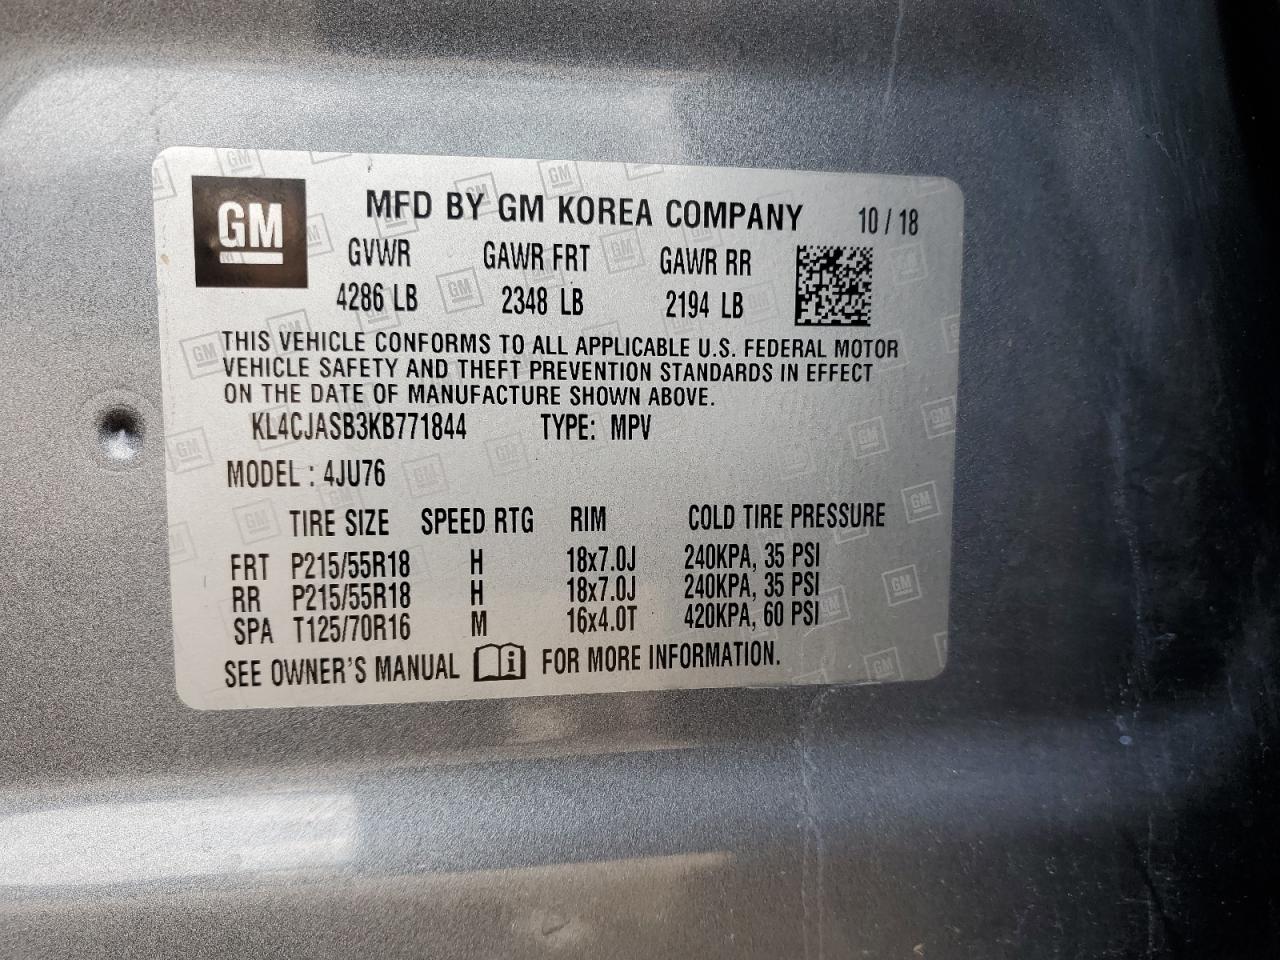 GM MFD BY GM KOREA COMPANY 10 / 18
GVWR GAWR FRT GAWR RR
4286 LB 2348 LB 2194 LB
THIS VEHICLE CONFORMS TO ALL APPLICABLE U.S. FEDERAL MOTOR
VEHICLE SAFETY AND THEFT PREVENTION STANDARDS IN EFFECT
ON THE DATE OF MANUFACTURE SHOWN ABOVE.
KL4CJASB3KB771844 TYPE: MPV
MODEL : 4JU76
TIRE SIZE SPEED RTG RIM COLD TIRE PRESSURE
FRT P215/55R18 H 18x7.0J 240KPA, 35 PSI
RR P215/55R18 H 18x7.0J 240KPA, 35 PSI
SPA T125/70R16 M 16x4.0T 420KPA, 60 PSI
SEE OWNER'S MANUAL i FOR MORE INFORMATION.